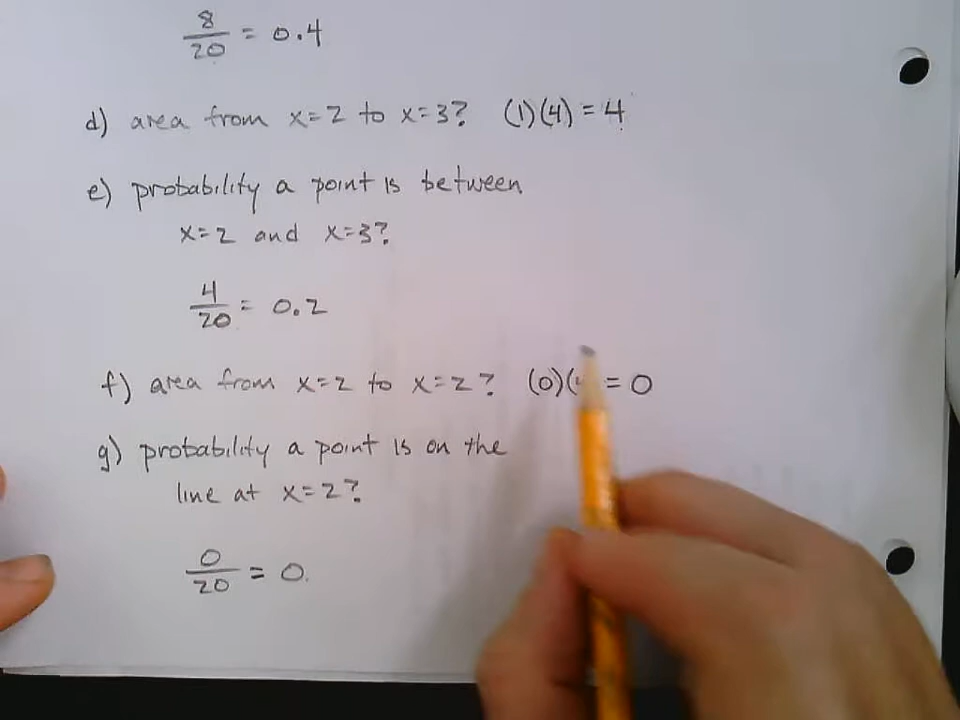 8/20 = 0.4
d) area from x=2 to x=3? (1)(4) = 4
e) probability a point is between
x=2 and x=3?
4/20 = 0.2
f) area from x=2 to x=2? (0)( = 0
g) probability a point is on the
line at x=2?
0/20 = 0